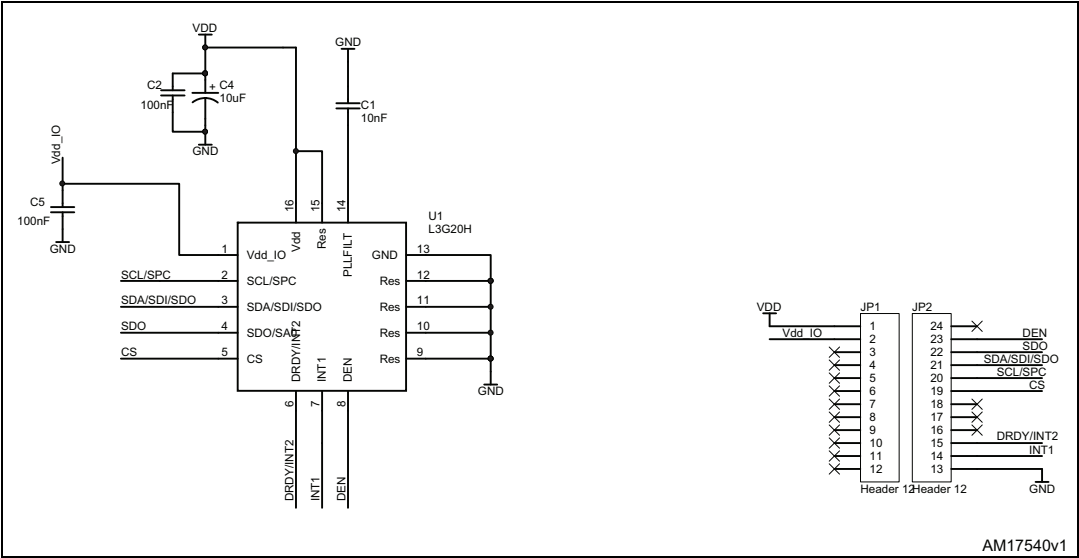 VDD
GND
C2
100nF
+ C4
10uF
C1
10nF
GND
Vdd_IO
C5
100nF
GND
16
15
14
U1
L3G20H
Vdd
Res
PLLFILT
1
Vdd_IO
GND
13
SCL/SPC
2
SCL/SPC
Res
12
SDA/SDI/SDO
3
SDA/SDI/SDO
Res
11
SDO
4
SDO/SA0
Res
10
CS
5
CS
Res
9
DRDY/INT2
INT1
DEN
GND
6
7
8
DRDY/INT2
INT1
DEN
VDD
JP1
JP2
1
24
Vdd_IO
2
23
DEN
3
22
SDO
4
21
SDA/SDI/SDO
5
20
SCL/SPC
6
19
CS
7
18
8
17
9
16
10
15
DRDY/INT2
11
14
INT1
12
13
Header 12
Header 12
GND
AM17540v1